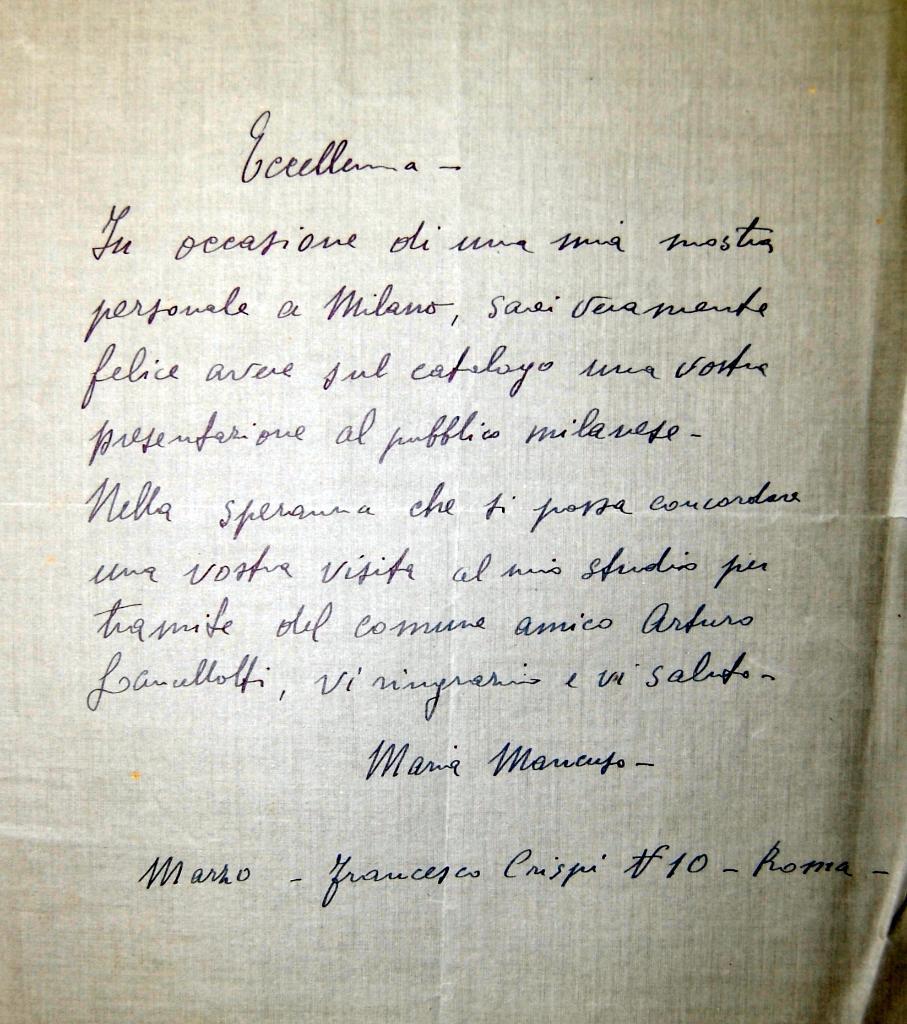 Eccellenza -
In occasione di una mia mostra
personale a Milano, sarei veramente
felice avere sul catalogo una vostra
presentazione al pubblico milanese -
Nella speranza che si possa concordare
una vostra visita al mio studio per
tramite del comune amico Arturo
Lancellotti, vi ringrazio e vi saluto -
Maria Mancuso -
Marzo - Francesco Crispi N 10 - Roma -